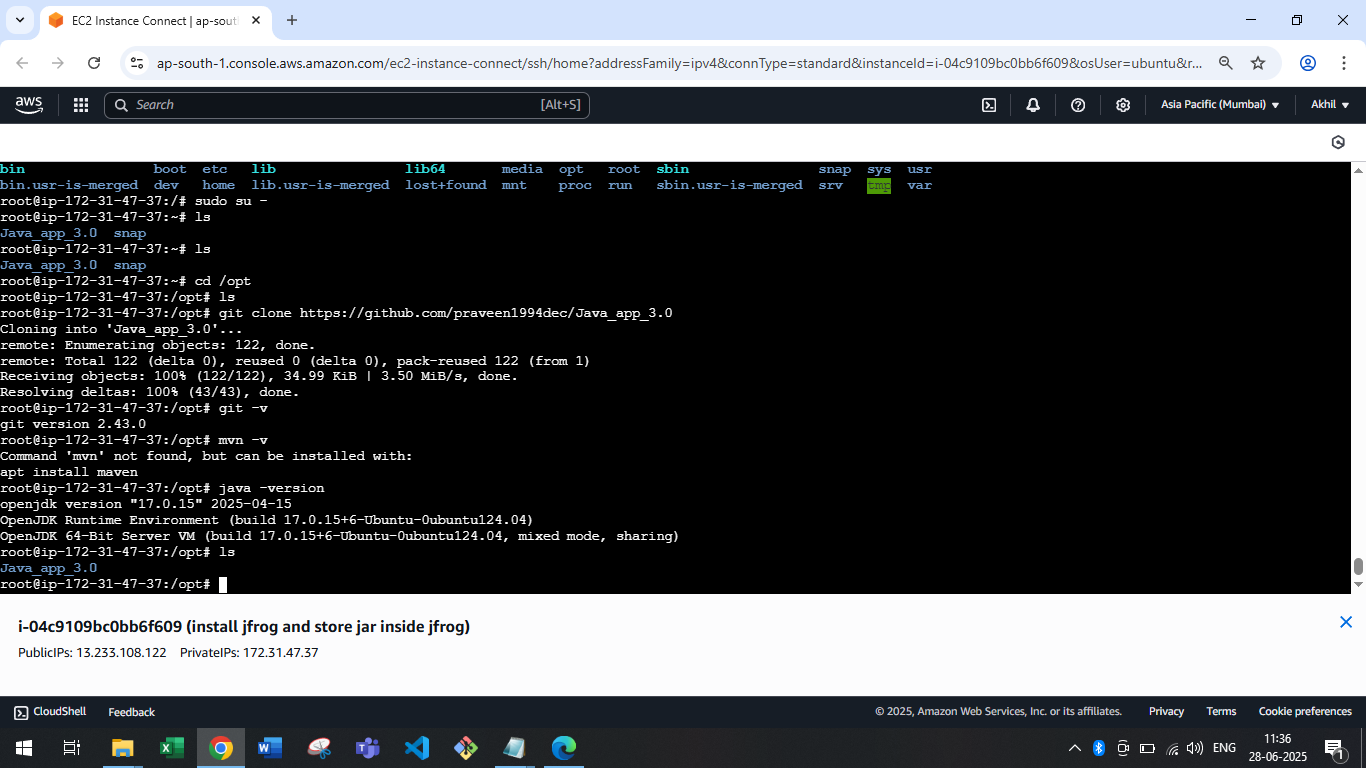 EC2 Instance Connect | ap-sout
ap-south-1.console.aws.amazon.com/ec2-instance-connect/ssh/home?addressFamily=ipv4&connType=standard&instanceId=i-04c9109bc0bb6f609&osUser=ubuntu&r...
aws Search [Alt+S] Asia Pacific (Mumbai) Akhil
bin boot etc lib lib64 media opt root sbin snap sys usr
bin.usr-is-merged dev home lib.usr-is-merged lost+found mnt proc run sbin.usr-is-merged srv tmp var
root@ip-172-31-47-37:/# sudo su -
root@ip-172-31-47-37:~# ls
Java_app_3.0 snap
root@ip-172-31-47-37:~# ls
Java_app_3.0 snap
root@ip-172-31-47-37:~# cd /opt
root@ip-172-31-47-37:/opt# ls
root@ip-172-31-47-37:/opt# git clone https://github.com/praveen1994dec/Java_app_3.0
Cloning into 'Java_app_3.0'...
remote: Enumerating objects: 122, done.
remote: Total 122 (delta 0), reused 0 (delta 0), pack-reused 122 (from 1)
Receiving objects: 100% (122/122), 34.99 KiB | 3.50 MiB/s, done.
Resolving deltas: 100% (43/43), done.
root@ip-172-31-47-37:/opt# git -v
git version 2.43.0
root@ip-172-31-47-37:/opt# mvn -v
Command 'mvn' not found, but can be installed with:
apt install maven
root@ip-172-31-47-37:/opt# java -version
openjdk version "17.0.15" 2025-04-15
OpenJDK Runtime Environment (build 17.0.15+6-Ubuntu-0ubuntu124.04)
OpenJDK 64-Bit Server VM (build 17.0.15+6-Ubuntu-0ubuntu124.04, mixed mode, sharing)
root@ip-172-31-47-37:/opt# ls
Java_app_3.0
root@ip-172-31-47-37:/opt#
i-04c9109bc0bb6f609 (install jfrog and store jar inside jfrog)
PublicIPs: 13.233.108.122 PrivateIPs: 172.31.47.37
CloudShell Feedback © 2025, Amazon Web Services, Inc. or its affiliates. Privacy Terms Cookie preferences
ENG 11:36
28-06-2025
1